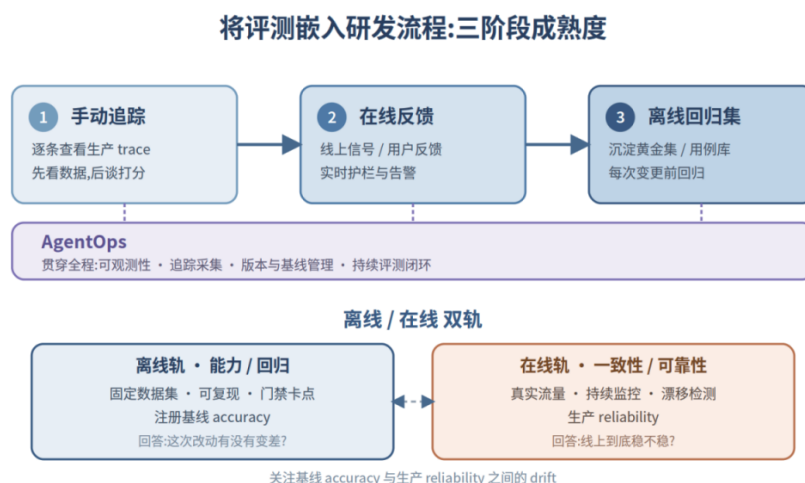 将评测嵌入研发流程:三阶段成熟度
1 手动追踪
逐条查看生产 trace
先看数据,后谈打分
2 在线反馈
线上信号 / 用户反馈
实时护栏与告警
3 离线回归集
沉淀黄金集 / 用例库
每次变更前回归
AgentOps
贯穿全程:可观测性 · 追踪采集 · 版本与基线管理 · 持续评测闭环
离线 / 在线 双轨
离线轨 · 能力 / 回归
固定数据集 · 可复现 · 门禁卡点
注册基线 accuracy
回答:这次改动有没有变差?
在线轨 · 一致性 / 可靠性
真实流量 · 持续监控 · 漂移检测
生产 reliability
回答:线上到底稳不稳?
关注基线 accuracy 与生产 reliability 之间的 drift